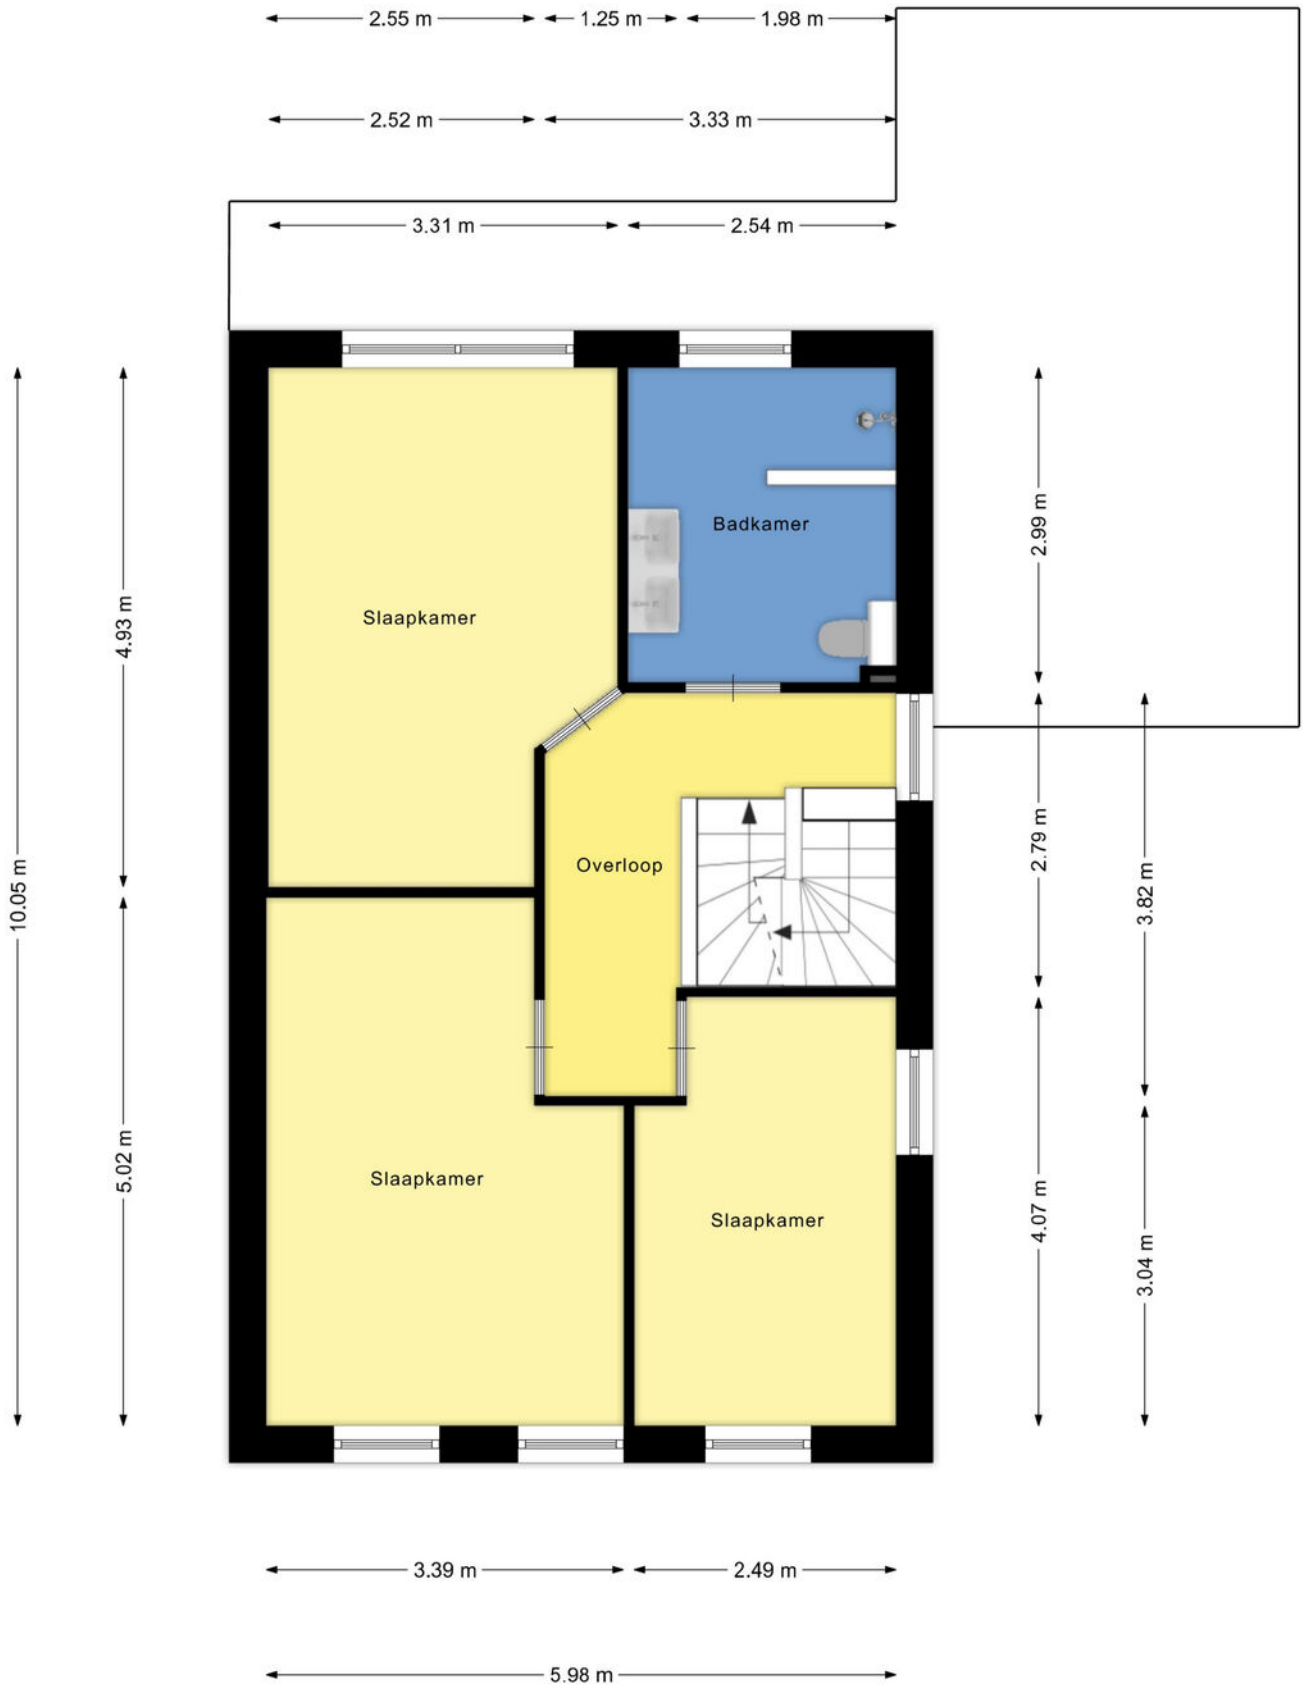 2.55 m 1.25 m 1.98 m
2.52 m 3.33 m
3.31 m 2.54 m
Badkamer
2.99 m
Slaapkamer
4.93 m
Overloop
2.79 m
10.05 m
3.82 m
5.02 m
Slaapkamer
Slaapkamer
4.07 m
3.04 m
3.39 m 2.49 m
5.98 m